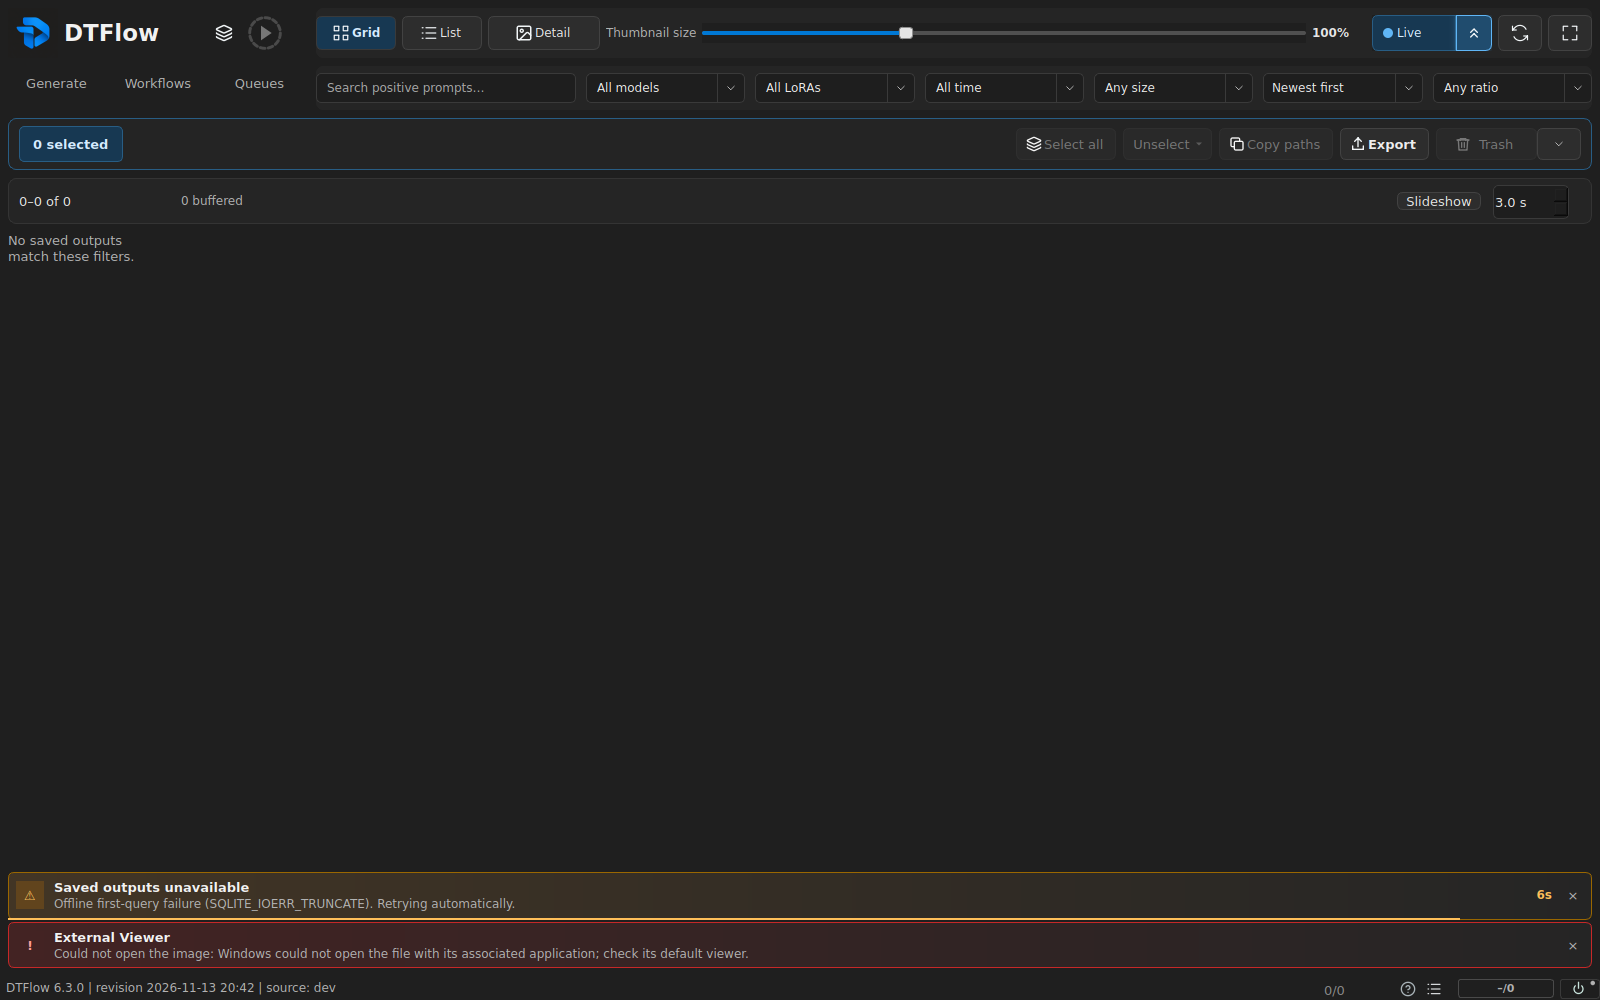 DTFlow
Grid
List
Detail
Thumbnail size
100%
Live
Generate
Workflows
Queues
Search positive prompts...
All models
All LoRAs
All time
Any size
Newest first
Any ratio
0 selected
Select all
Unselect
Copy paths
Export
Trash
0–0 of 0
0 buffered
Slideshow
3.0 s
No saved outputs
match these filters.
Saved outputs unavailable
Offline first-query failure (SQLITE_IOERR_TRUNCATE). Retrying automatically.
6s
External Viewer
Could not open the image: Windows could not open the file with its associated application; check its default viewer.
DTFlow 6.3.0 | revision 2026-11-13 20:42 | source: dev
0/0
–/0